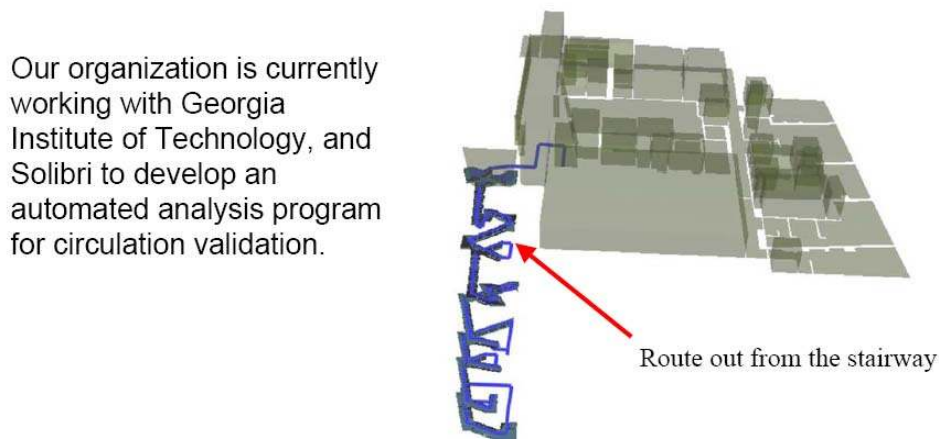 Our organization is currently
working with Georgia
Institute of Technology, and
Solibri to develop an
automated analysis program
for circulation validation.
Route out from the stairway